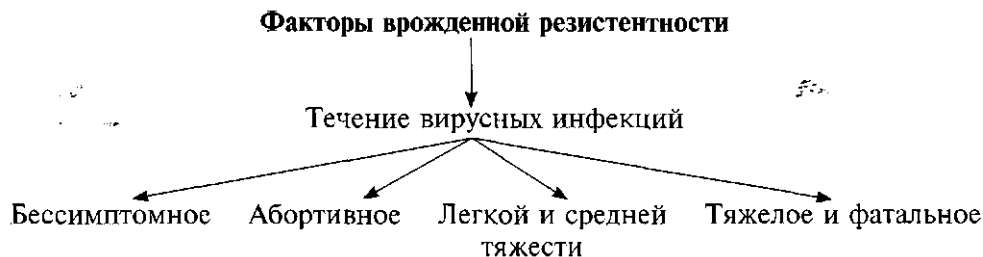 Факторы врожденной резистентности
Течение вирусных инфекций
Бессимптомное Абортивное Легкой и средней тяжести Тяжелое и фатальное